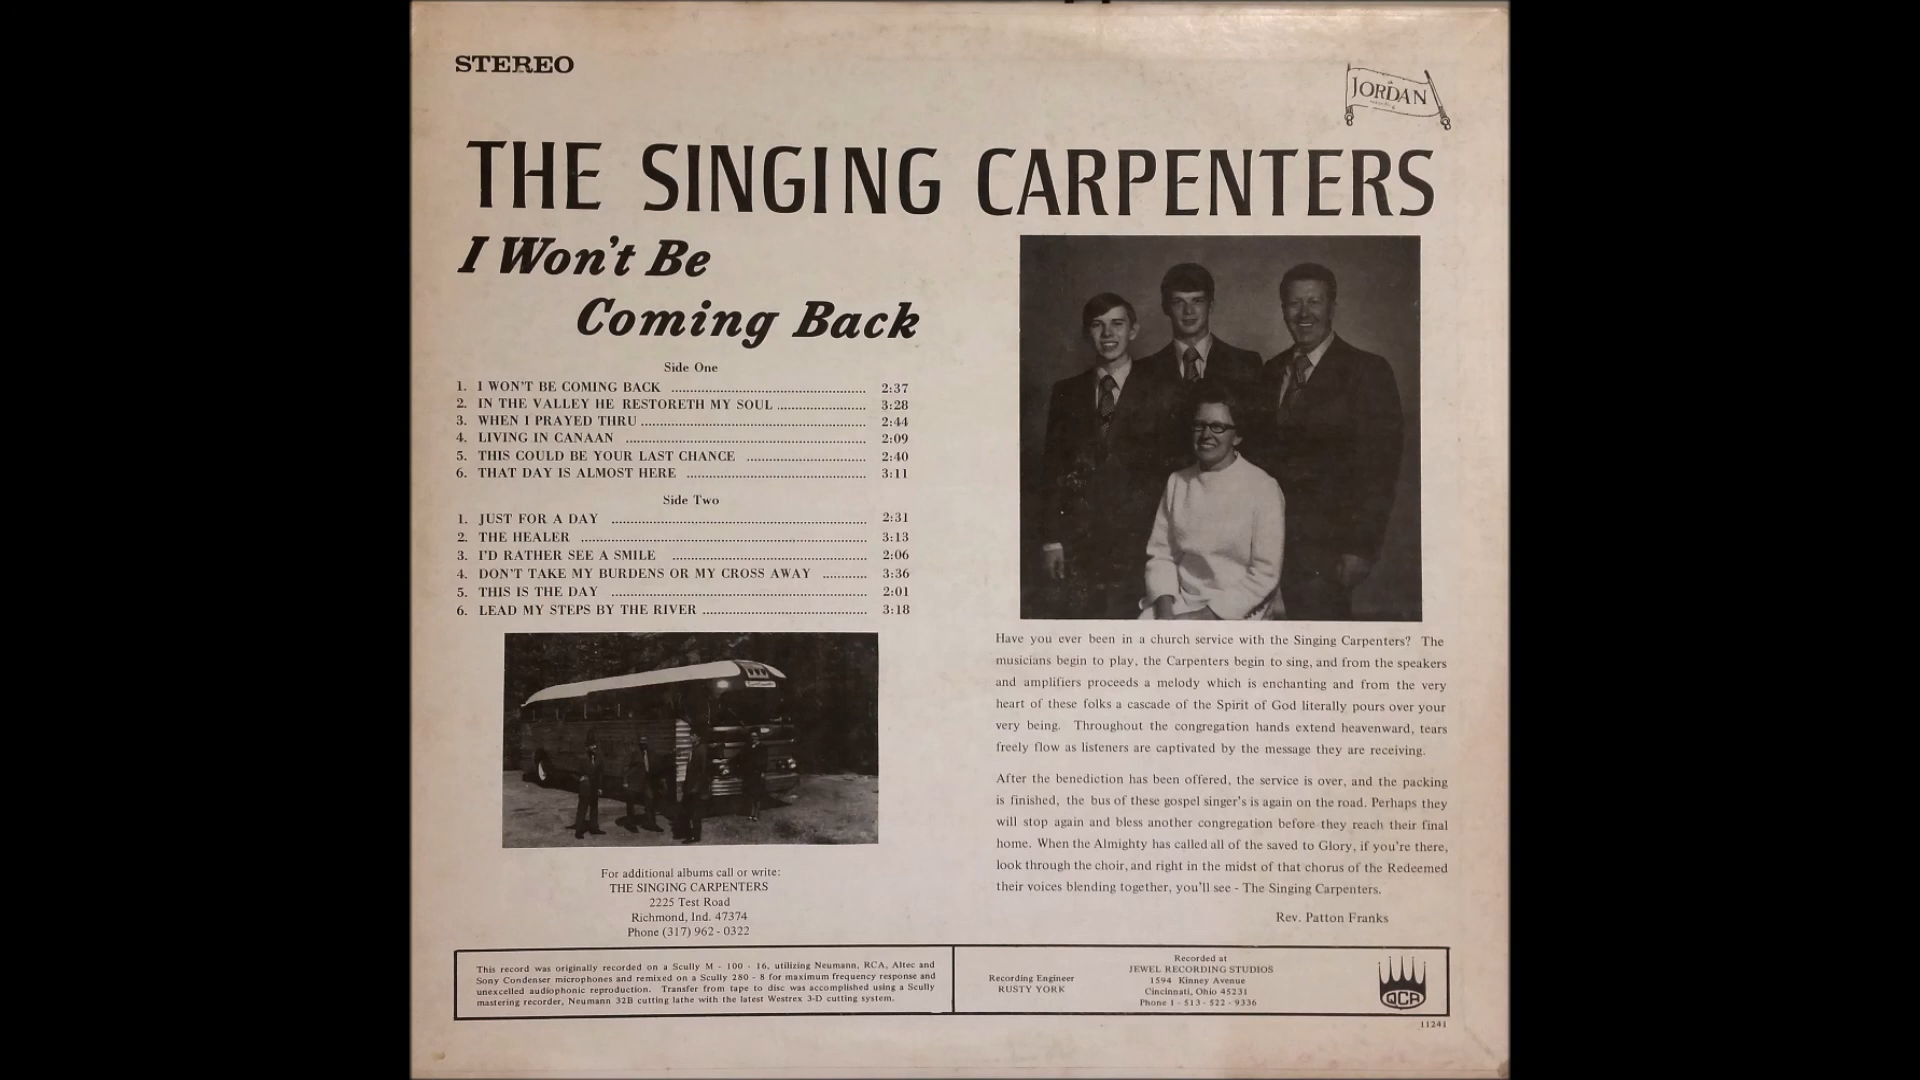 STEREO
JORDAN
THE SINGING CARPENTERS
I Won't Be
Coming Back
Side One
1. I WON'T BE COMING BACK ........ 2:37
2. IN THE VALLEY HE RESTORETH MY SOUL ........ 3:28
3. WHEN I PRAYED THRU ........ 2:44
4. LIVING IN CANAAN ........ 2:09
5. THIS COULD BE YOUR LAST CHANCE ........ 2:40
6. THAT DAY IS ALMOST HERE ........ 3:11
Side Two
1. JUST FOR A DAY ........ 2:31
2. THE HEALER ........ 3:13
3. I'D RATHER SEE A SMILE ........ 2:06
4. DON'T TAKE MY BURDENS OR MY CROSS AWAY ........ 3:36
5. THIS IS THE DAY ........ 2:01
6. LEAD MY STEPS BY THE RIVER ........ 3:18
For additional albums call or write:
THE SINGING CARPENTERS
2225 Test Road
Richmond, Ind. 47374
Phone (317) 962 - 0322
Have you ever been in a church service with the Singing Carpenters? The
musicians begin to play, the Carpenters begin to sing, and from the speakers
and amplifiers proceeds a melody which is enchanting and from the very
heart of these folks a cascade of the Spirit of God literally pours over your
very being. Throughout the congregation hands extend heavenward, tears
freely flow as listeners are captivated by the message they are receiving.
After the benediction has been offered, the service is over, and the packing
is finished, the bus of these gospel singer's is again on the road. Perhaps they
will stop again and bless another congregation before they reach their final
home. When the Almighty has called all of the saved to Glory, if you're there,
look through the choir, and right in the midst of that chorus of the Redeemed
their voices blending together, you'll see - The Singing Carpenters.
Rev. Patton Franks
This record was originally recorded on a Scully M - 100 - 16, utilizing Neumann, RCA, Altec and
Sony Condenser microphones and remixed on a Scully 280 - 8 for maximum frequency response and
unexcelled audiophonic reproduction. Transfer from tape to disc was accomplished using a Scully
mastering recorder, Neumann 32B cutting lathe with the latest Westrex 3-D cutting system.
Recording Engineer
RUSTY YORK
Recorded at
JEWEL RECORDING STUDIOS
1594 Kinney Avenue
Cincinnati, Ohio 45231
Phone 1 - 513 - 522 - 9336
QCA
11241